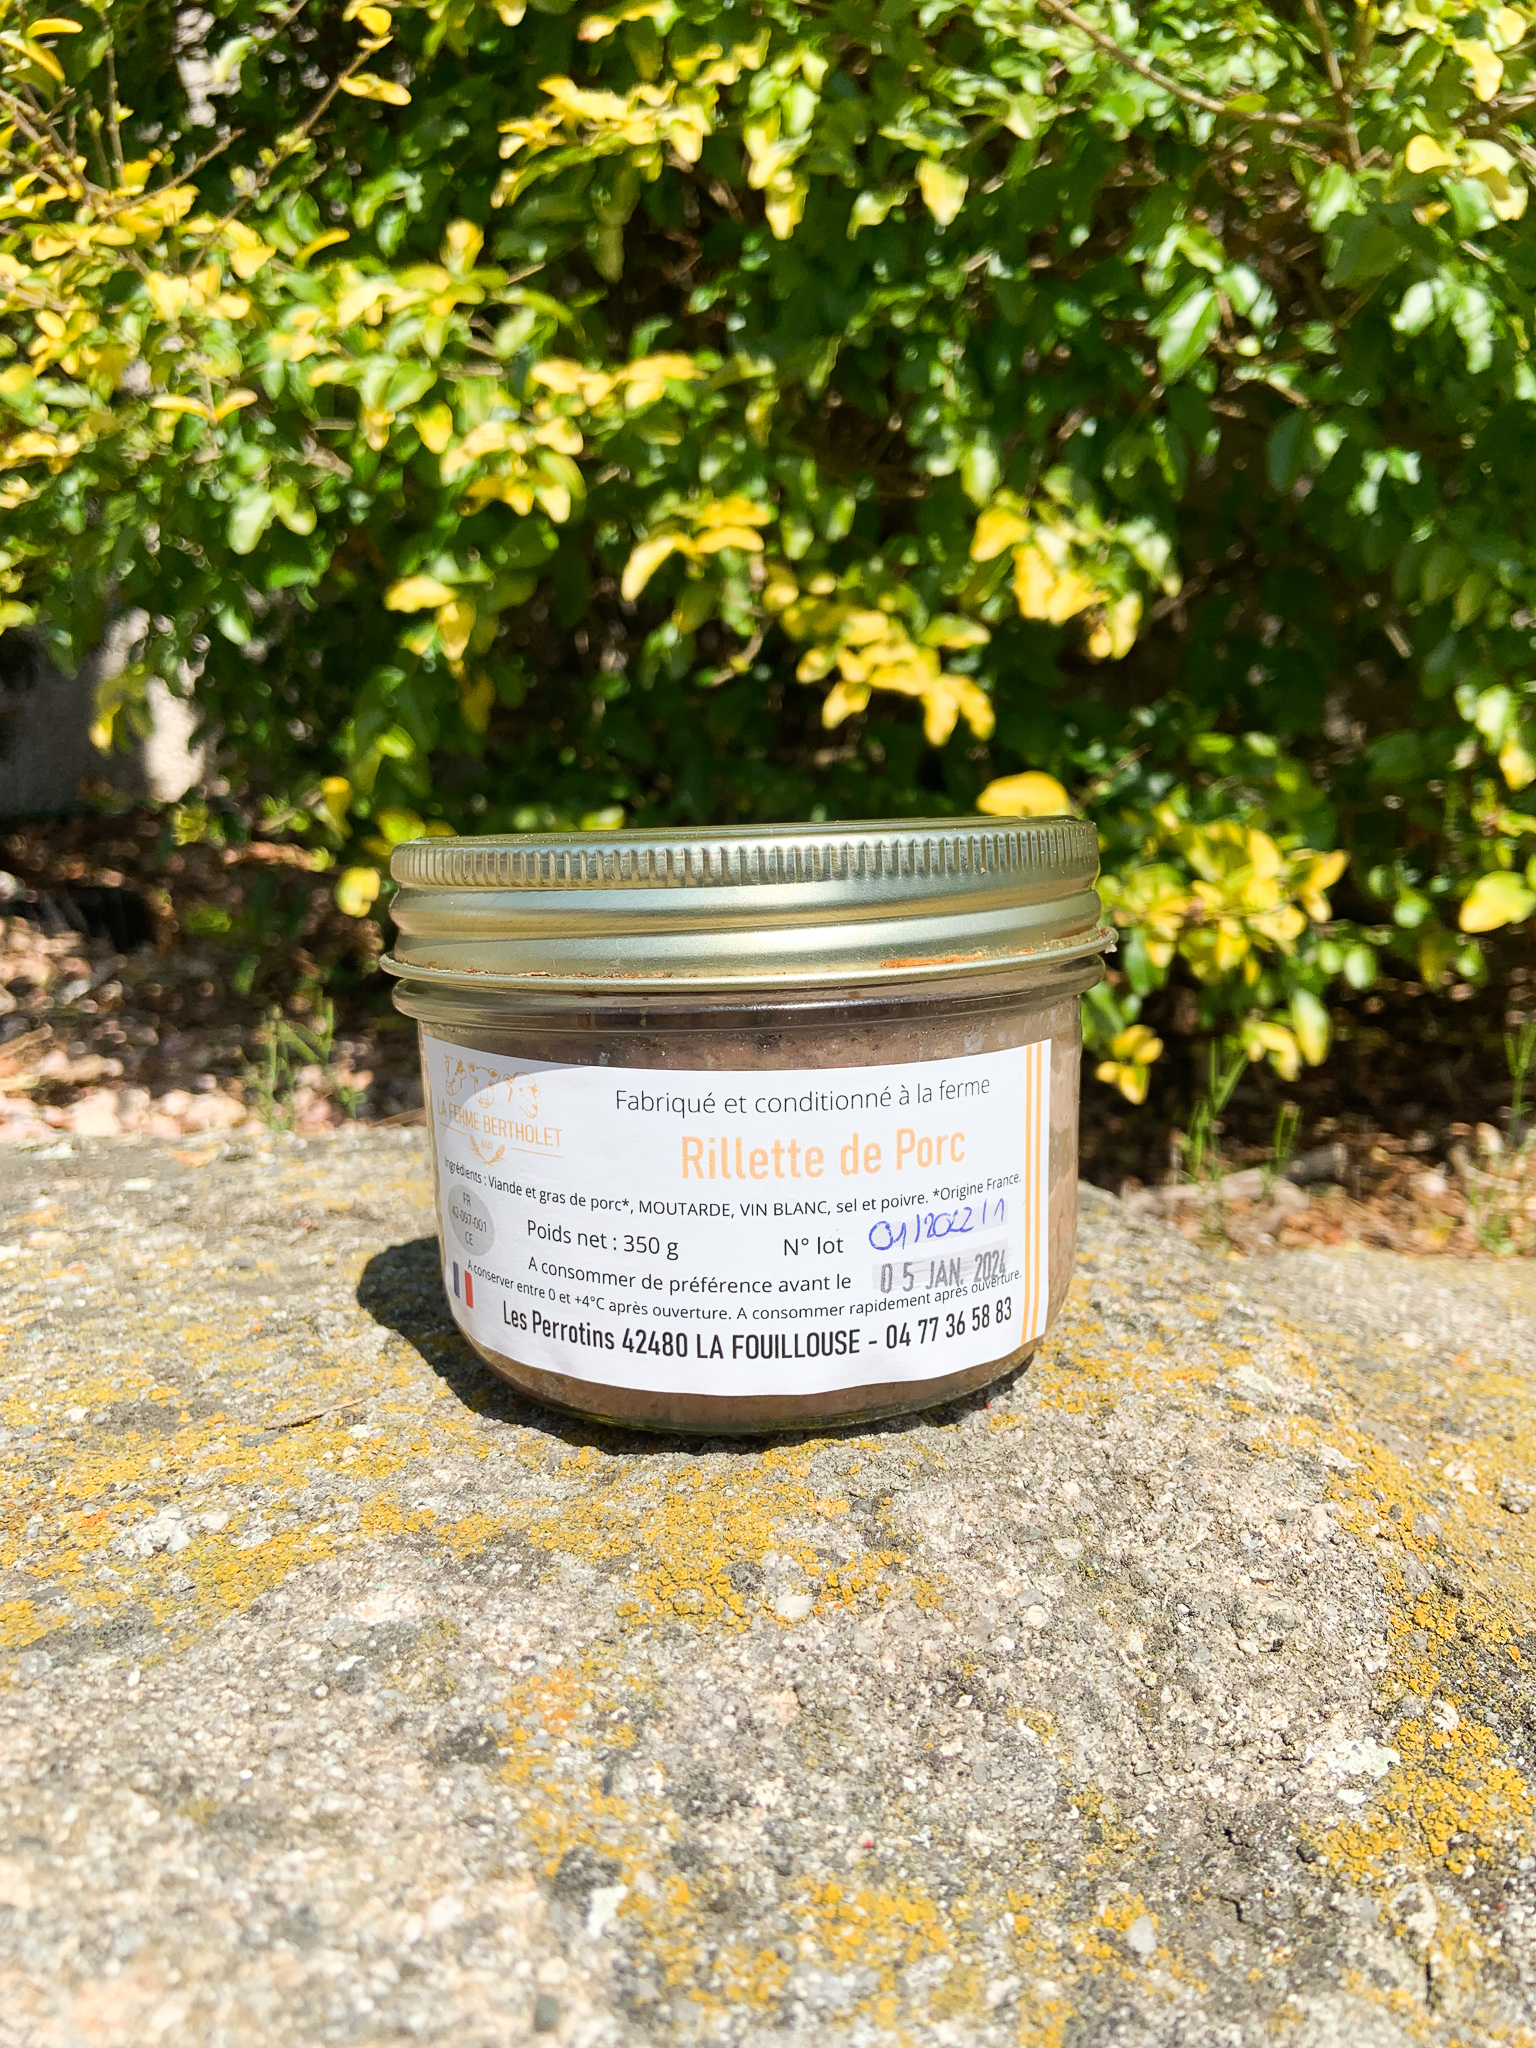 LA FERME BERTHOLET
Fabriqué et conditionné à la ferme
Rillette de Porc
Ingrédients : Viande et gras de porc*, MOUTARDE, VIN BLANC, sel et poivre. *Origine France.
FR
42-097-001
CE
Poids net : 350 g
N° lot 01/2022/1
A consommer de préférence avant le 05 JAN. 2024
A conserver entre 0 et +4°C après ouverture. A consommer rapidement après ouverture.
Les Perrotins 42480 LA FOUILLOUSE - 04 77 36 58 83